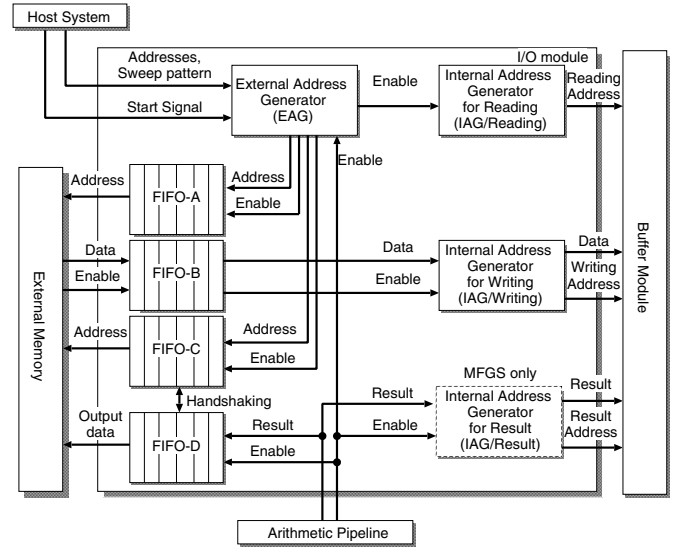 Host System
I/O module
Addresses,
Sweep pattern
Start Signal
External Address
Generator
(EAG)
Enable
Internal Address
Generator
for Reading
(IAG/Reading)
Reading
Address
Enable
Address
Address
Enable
FIFO-A
Data
Enable
FIFO-B
Data
Enable
Internal Address
Generator
for Writing
(IAG/Writing)
Data
Writing
Address
External Memory
Buffer Module
Address
FIFO-C
Address
Enable
Handshaking
MFGS only
Output
data
FIFO-D
Result
Enable
Result
Enable
Internal Address
Generator
for Result
(IAG/Result)
Result
Result
Address
Arithmetic Pipeline